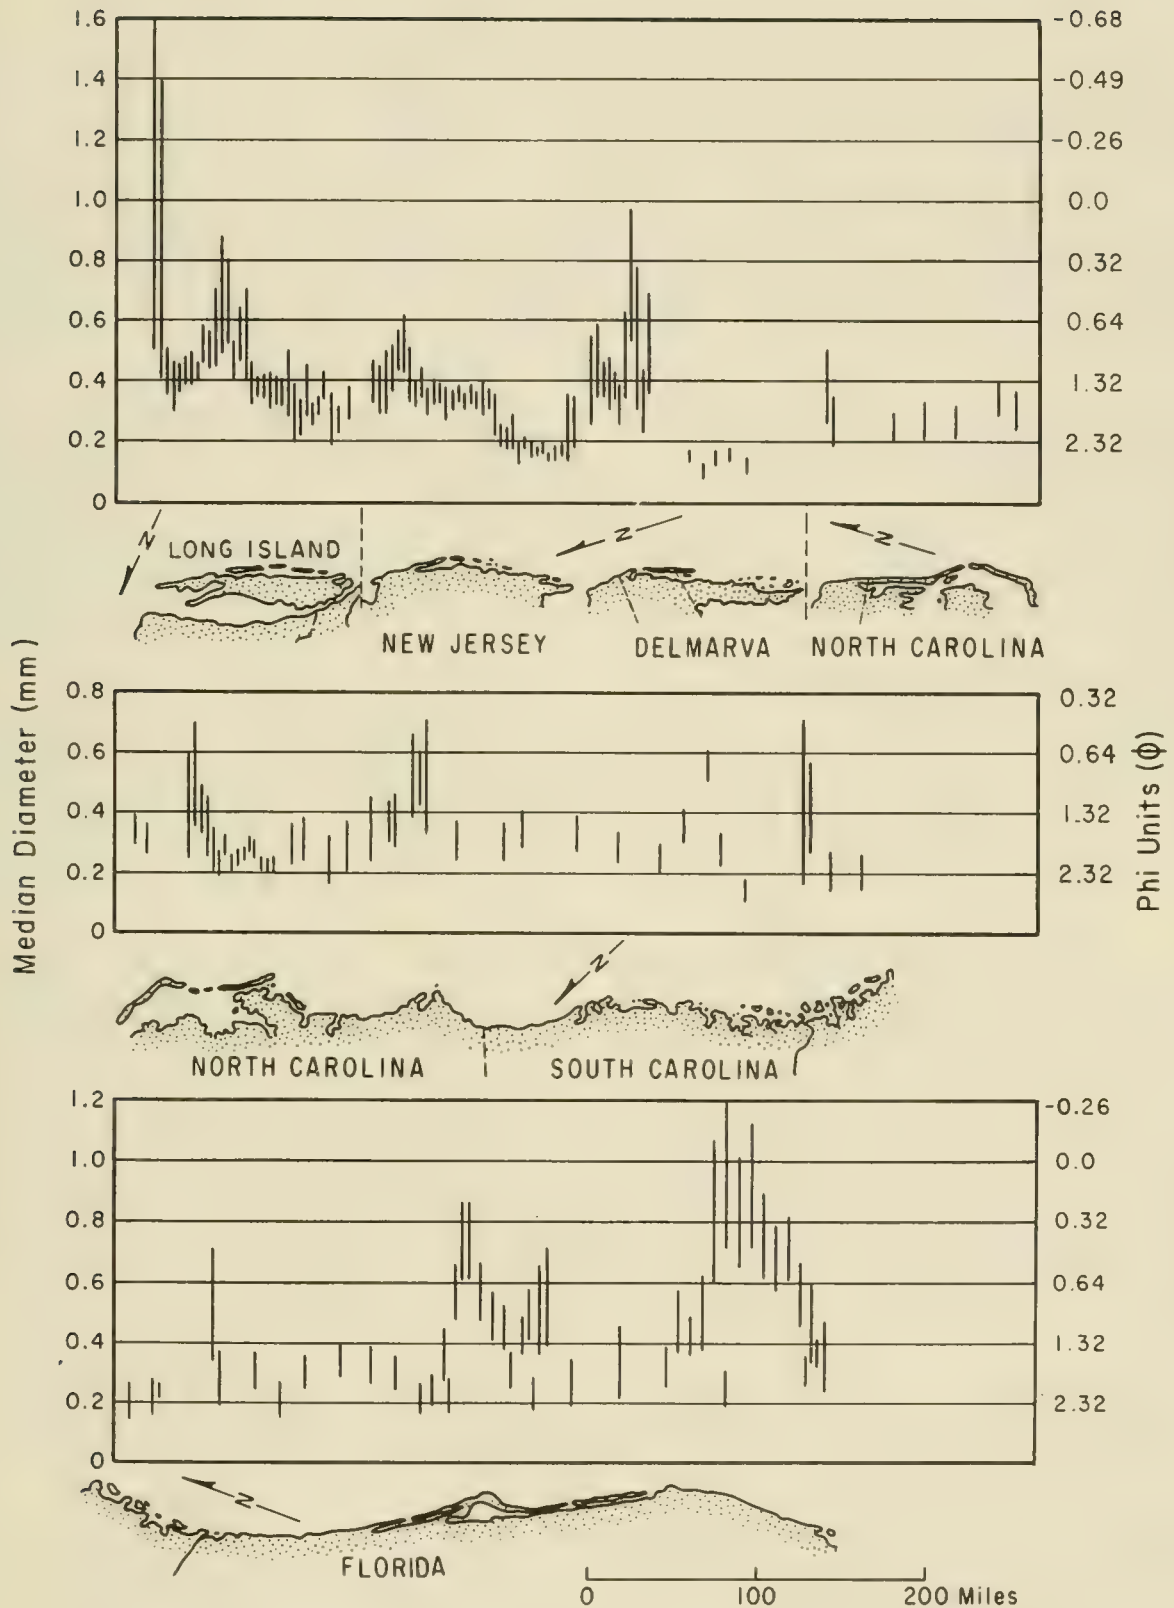 1.6
1.4
1.2
1.0
0.8
0.6
0.4
0.2
0
-0.68
-0.49
-0.26
0.0
0.32
0.64
1.32
2.32
N
LONG ISLAND
N
N
NEW JERSEY
DELMARVA
NORTH CAROLINA
Median Diameter (mm)
0.8
0.6
0.4
0.2
0
0.32
0.64
1.32
2.32
Phi Units (ϕ)
N
NORTH CAROLINA
SOUTH CAROLINA
1.2
1.0
0.8
0.6
0.4
0.2
0
-0.26
0.0
0.32
0.64
1.32
2.32
N
FLORIDA
0 100 200 Miles